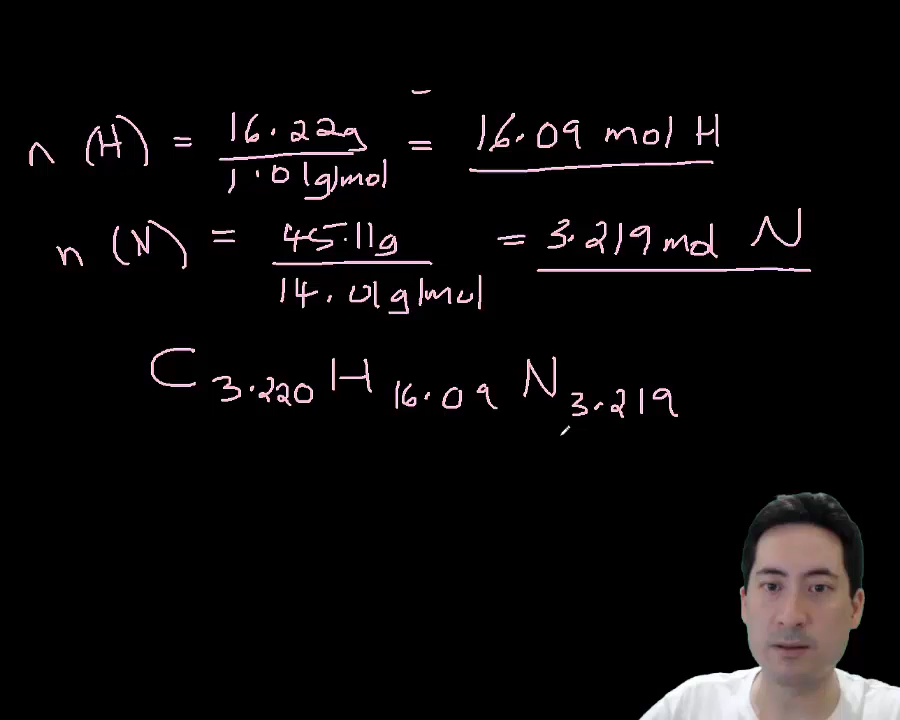 n (H) = 16.22g / 1.01g/mol = 16.09 mol H
n (N) = 45.11g / 14.01g/mol = 3.219 mol N
C3.220 H16.09 N3.219